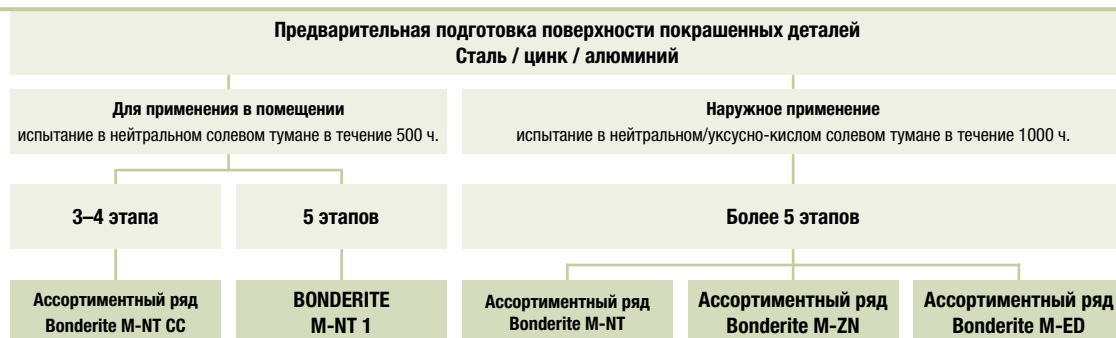 Предварительная подготовка поверхности покрашенных деталей
Сталь / цинк / алюминий
Для применения в помещении
испытание в нейтральном солевом тумане в течение 500 ч.
Наружное применение
испытание в нейтральном/уксусно-кислом солевом тумане в течение 1000 ч.
3–4 этапа
5 этапов
Более 5 этапов
Ассортиментный ряд
Bonderite M-NT CC
BONDERITE
M-NT 1
Ассортиментный ряд
Bonderite M-NT
Ассортиментный ряд
Bonderite M-ZN
Ассортиментный ряд
Bonderite M-ED